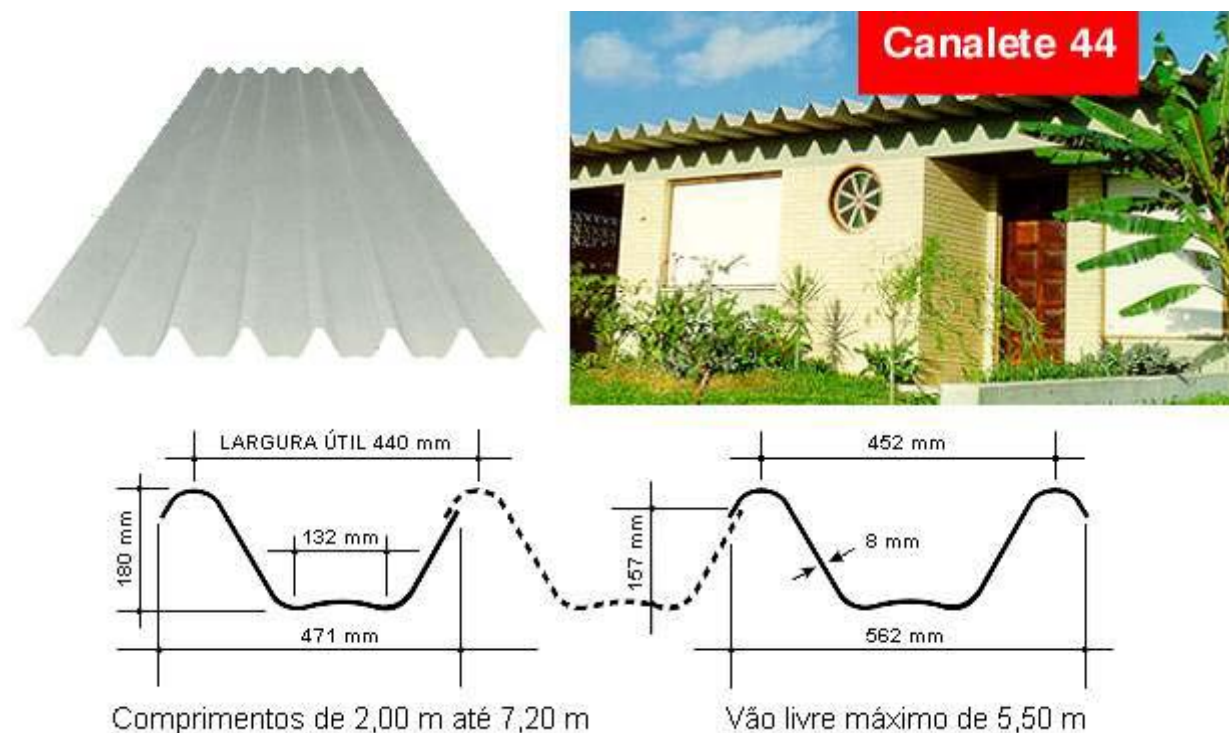 Canalete 44
LARGURA ÚTIL 440 mm
452 mm
180 mm
132 mm
157 mm
8 mm
471 mm
562 mm
Comprimentos de 2,00 m até 7,20 m
Vão livre máximo de 5,50 m